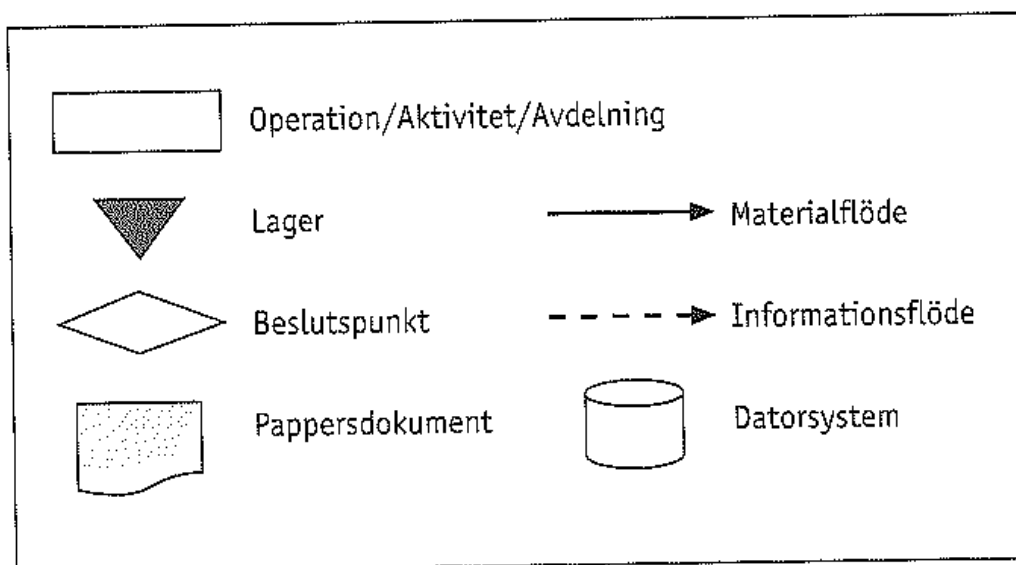 Operation/Aktivitet/Avdelning
Lager
Materialflöde
Beslutspunkt
Informationsflöde
Pappersdokument
Datorsystem